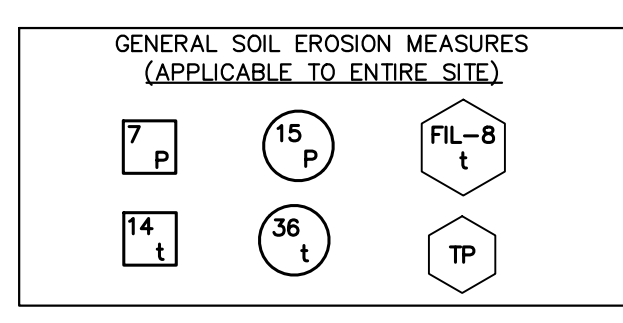 GENERAL SOIL EROSION MEASURES
(APPLICABLE TO ENTIRE SITE)
7
P
15
P
FIL-8
t
14
t
36
t
TP